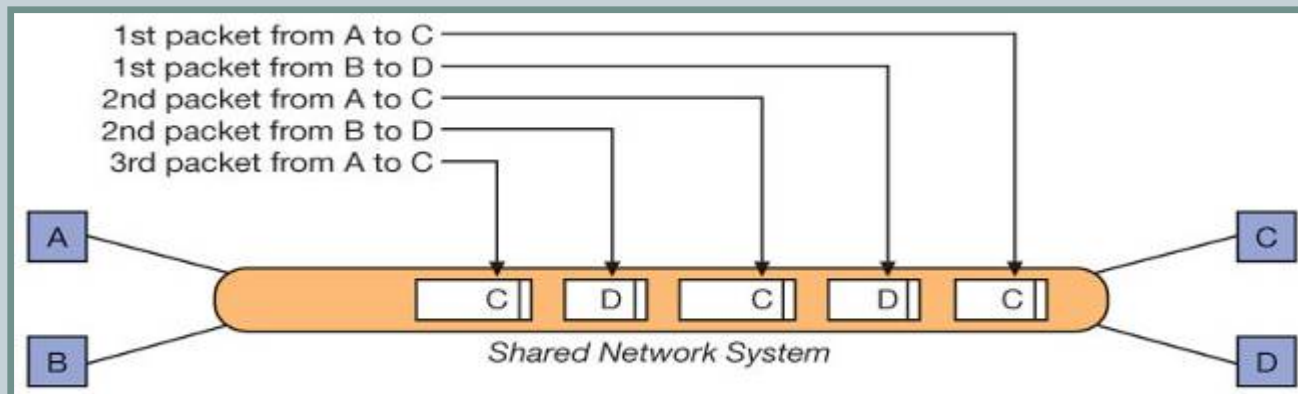 1st packet from A to C
1st packet from B to D
2nd packet from A to C
2nd packet from B to D
3rd packet from A to C
A
C
C D C D C
B
Shared Network System
D